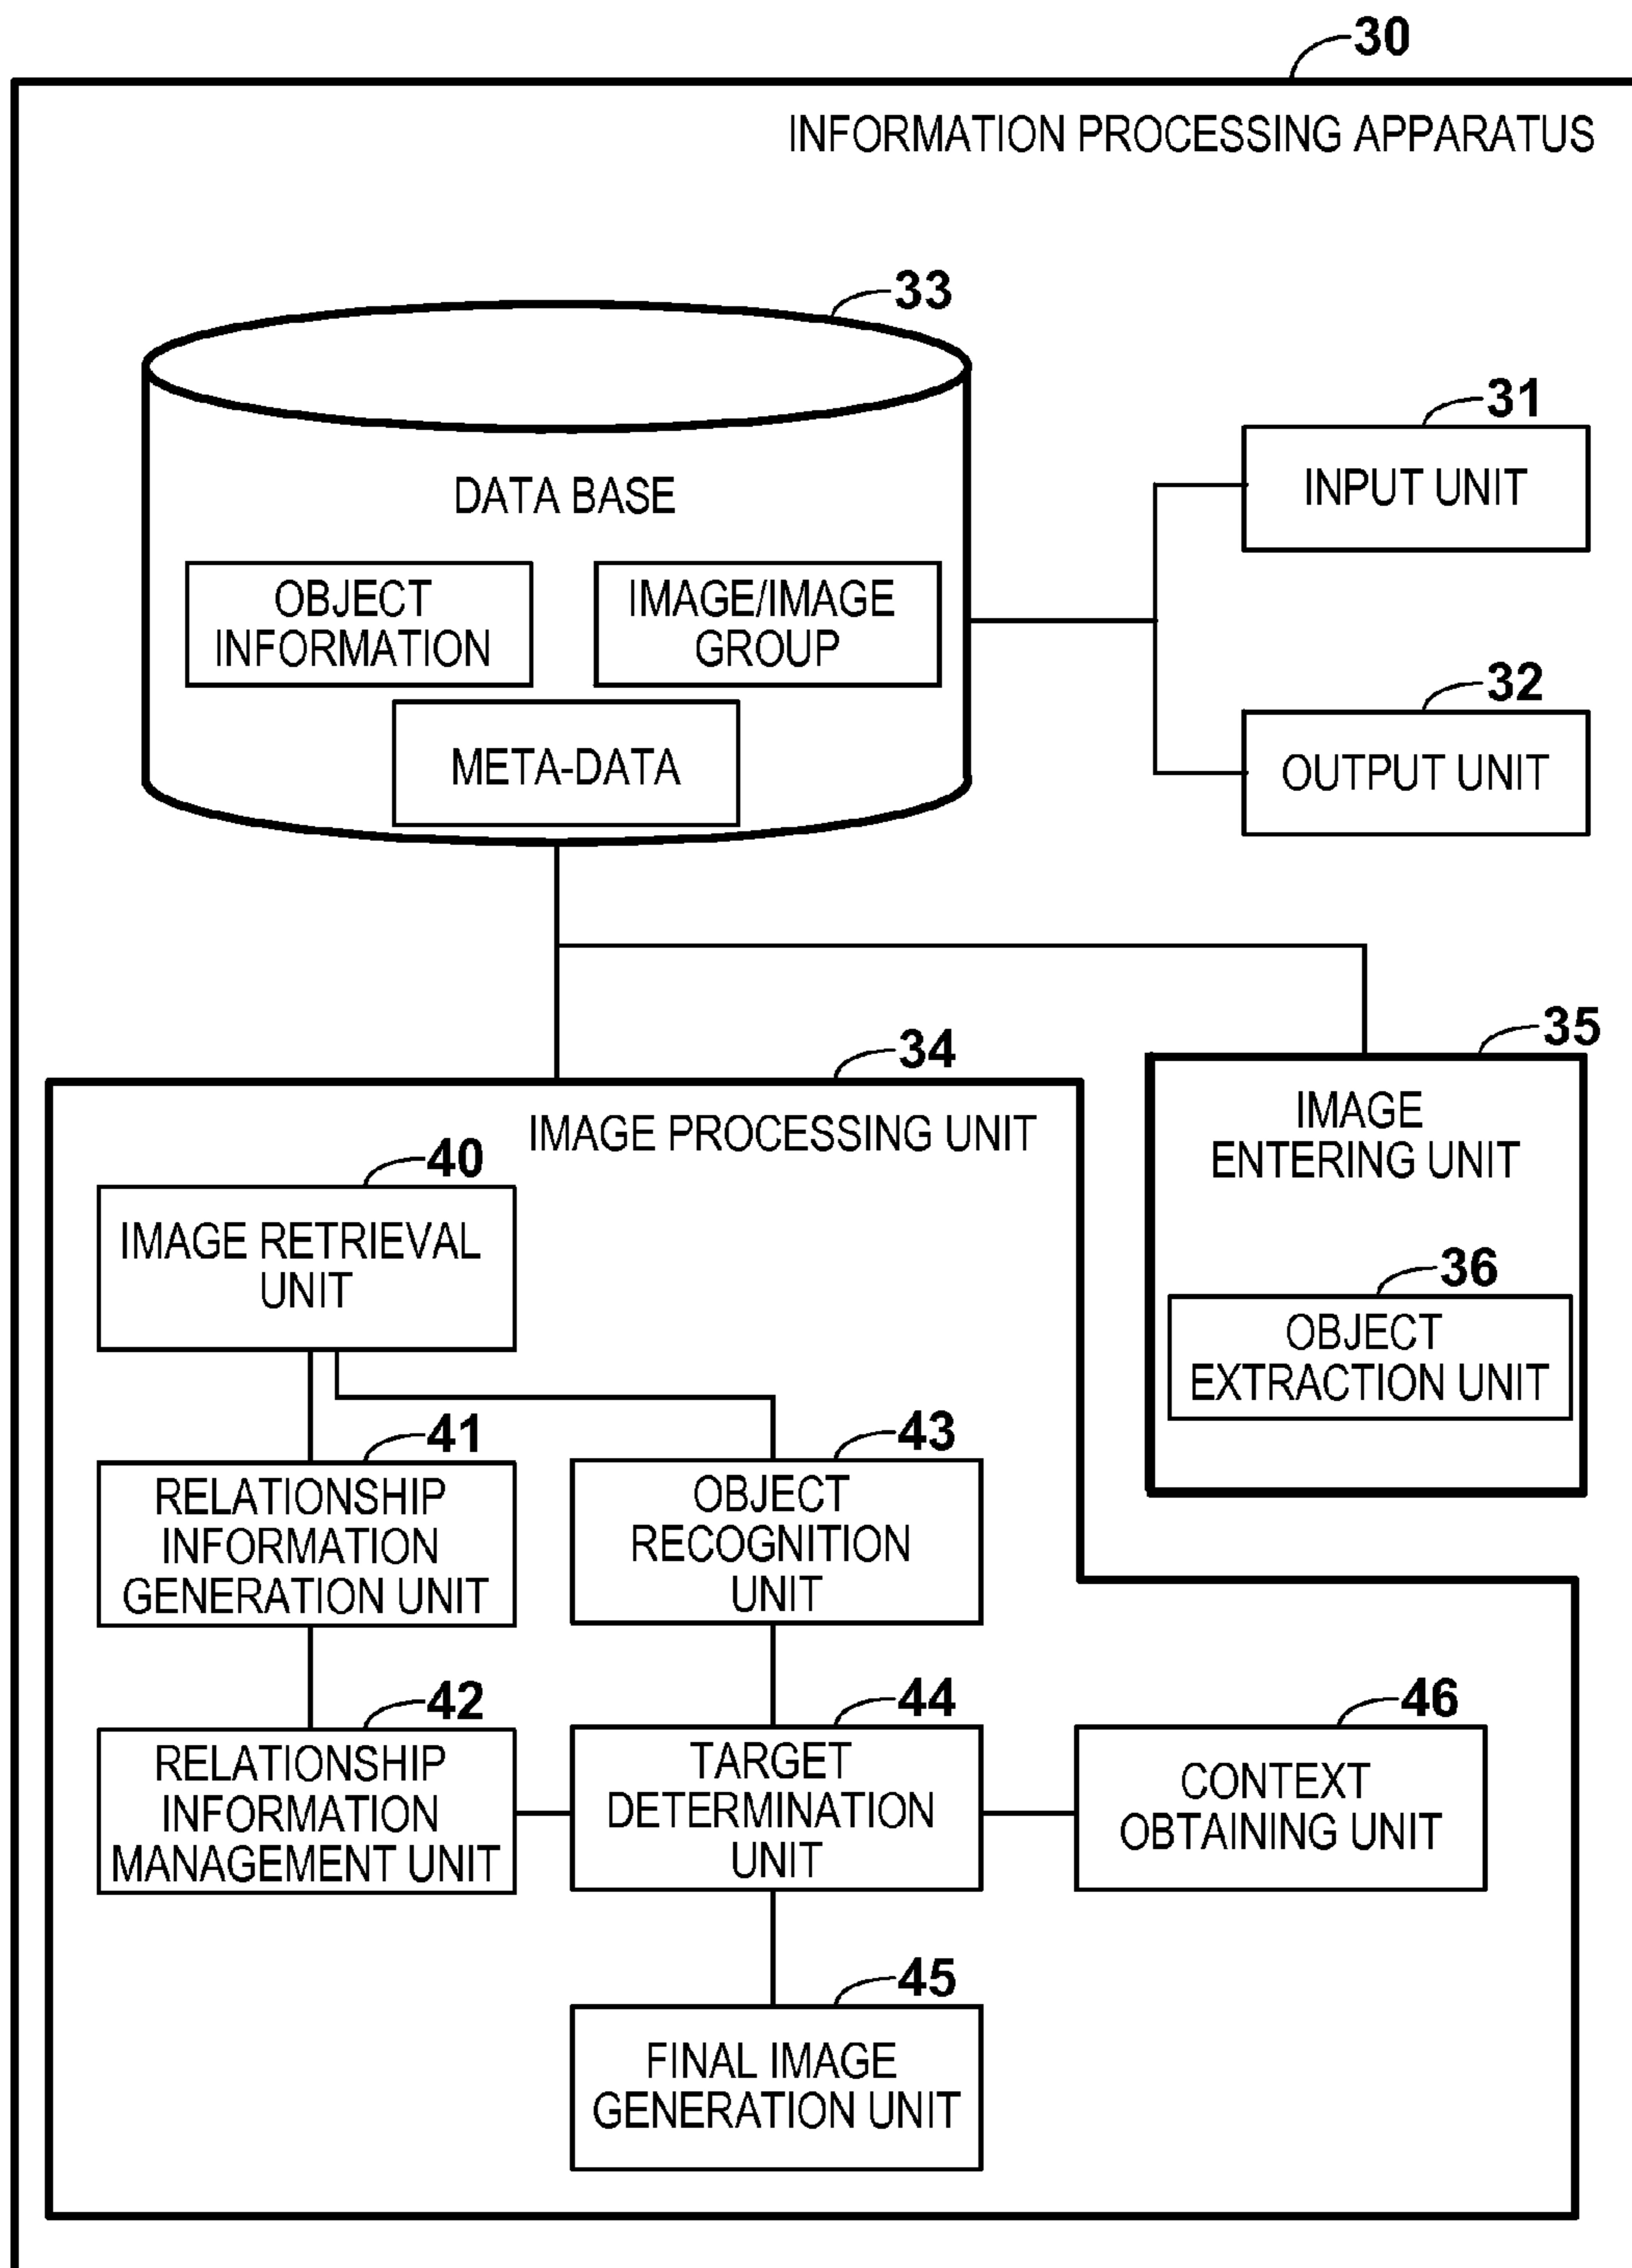 30
INFORMATION PROCESSING APPARATUS
33
DATA BASE
OBJECT
INFORMATION
IMAGE/IMAGE
GROUP
META-DATA
31
INPUT UNIT
32
OUTPUT UNIT
34
IMAGE PROCESSING UNIT
35
IMAGE
ENTERING UNIT
36
OBJECT
EXTRACTION UNIT
40
IMAGE RETRIEVAL
UNIT
41
RELATIONSHIP
INFORMATION
GENERATION UNIT
43
OBJECT
RECOGNITION
UNIT
42
RELATIONSHIP
INFORMATION
MANAGEMENT UNIT
44
TARGET
DETERMINATION
UNIT
46
CONTEXT
OBTAINING UNIT
45
FINAL IMAGE
GENERATION UNIT